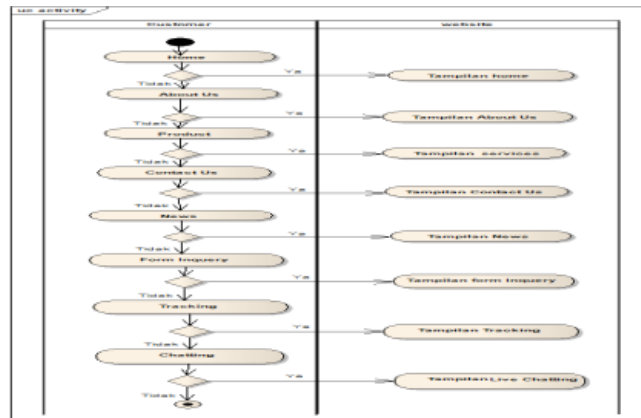 uc activity
Customer
website
Home
Ya
Tampilan home
Tidak
About Us
Ya
Tampilan About Us
Tidak
Product
Ya
Tampilan services
Tidak
Contact Us
Ya
Tampilan Contact Us
Tidak
News
Ya
Tampilan News
Tidak
Form Inquery
Ya
Tampilan form Inquery
Tidak
Tracking
Ya
Tampilan Tracking
Tidak
Chatting
Ya
Tampilan Live Chatting
Tidak